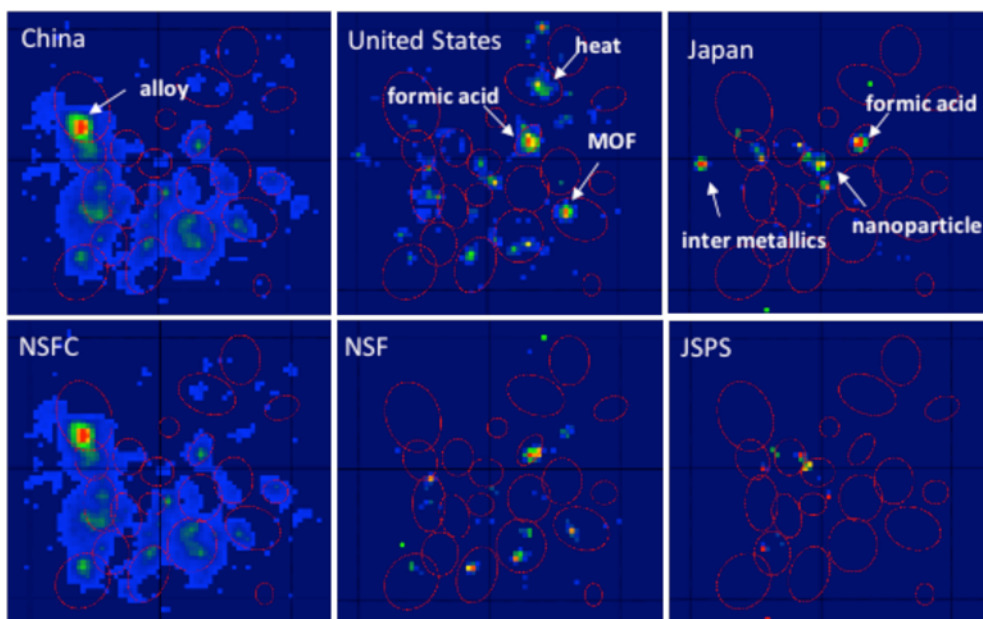 China
alloy
United States
heat
formic acid
MOF
Japan
formic acid
inter metallics
nanoparticle
NSFC
NSF
JSPS